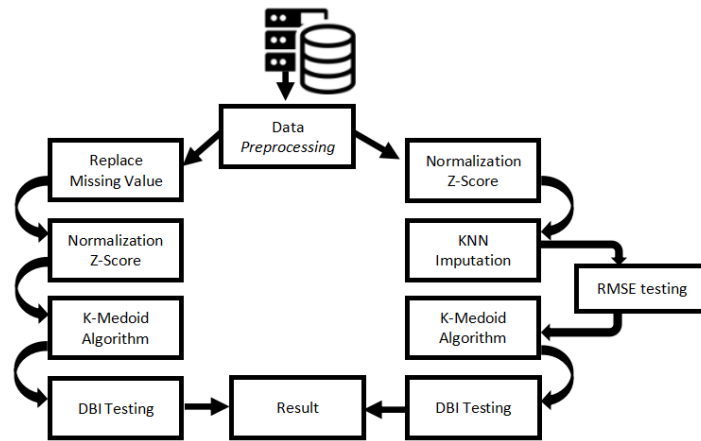 Data
Preprocessing
Replace
Missing Value
Normalization
Z-Score
K-Medoid
Algorithm
DBI Testing
Normalization
Z-Score
KNN
Imputation
RMSE testing
K-Medoid
Algorithm
DBI Testing
Result